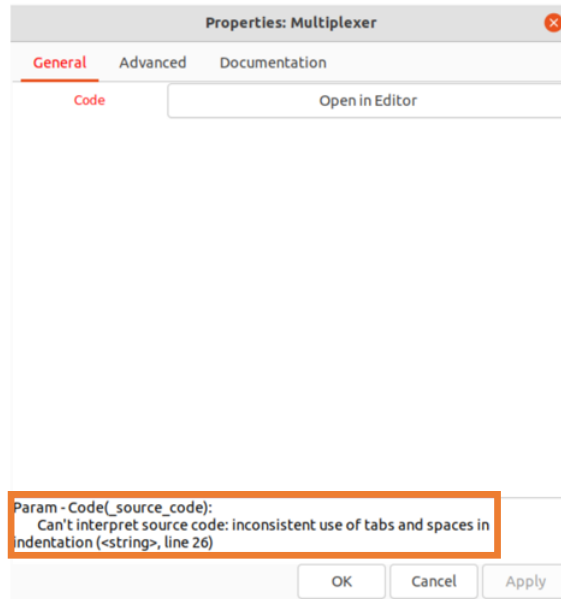 Properties: Multiplexer
General Advanced Documentation
Code Open in Editor
Param - Code(_source_code):
Can't interpret source code: inconsistent use of tabs and spaces in
indentation (<string>, line 26)
OK Cancel Apply